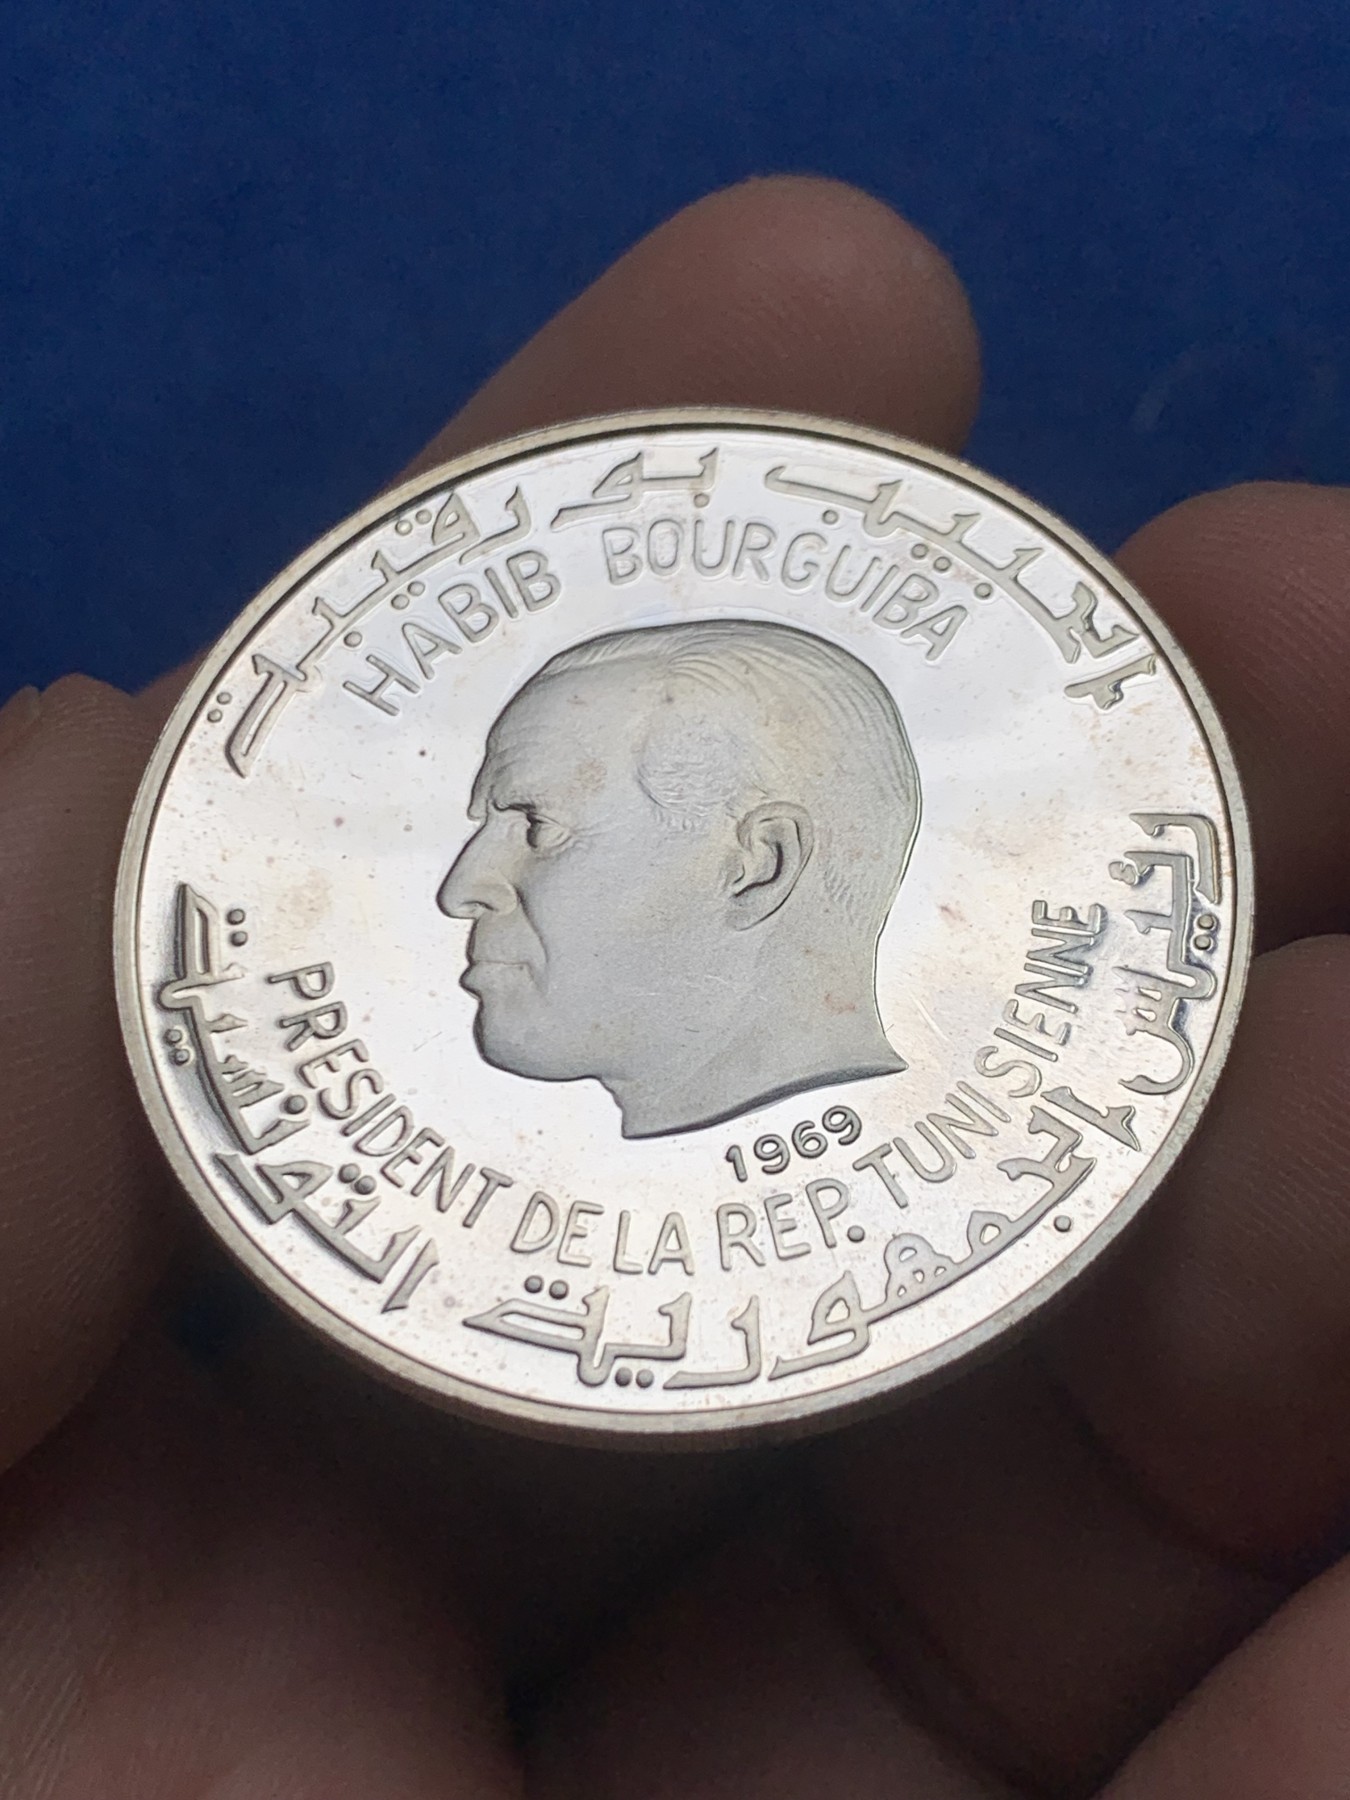 الحبيب بورقيبة
HABIB BOURGUIBA
1969
PRESIDENT DE LA REP. TUNISIENNE
رئيس الجمهورية التونسية